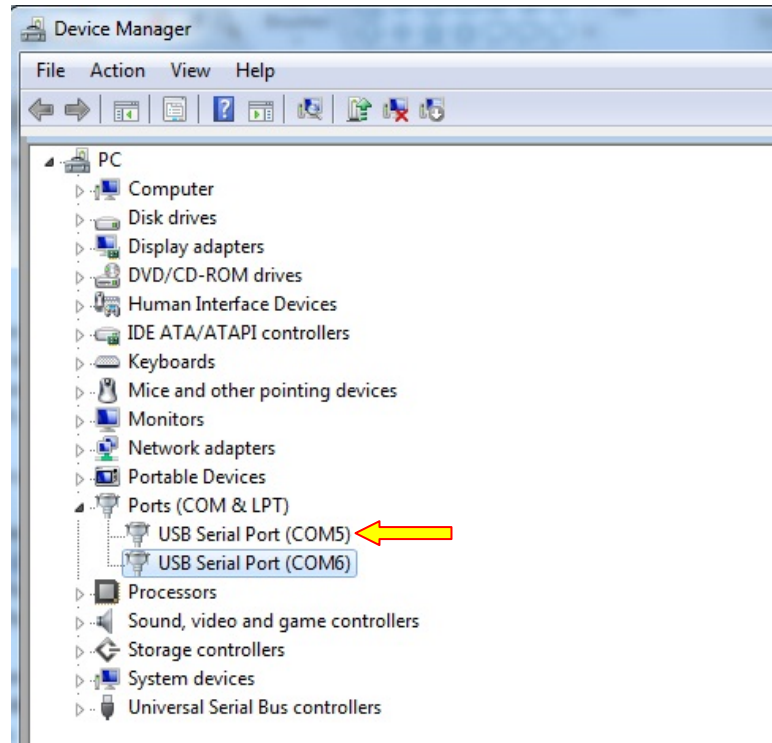 Device Manager
File Action View Help
PC
Computer
Disk drives
Display adapters
DVD/CD-ROM drives
Human Interface Devices
IDE ATA/ATAPI controllers
Keyboards
Mice and other pointing devices
Monitors
Network adapters
Portable Devices
Ports (COM & LPT)
USB Serial Port (COM5)
USB Serial Port (COM6)
Processors
Sound, video and game controllers
Storage controllers
System devices
Universal Serial Bus controllers